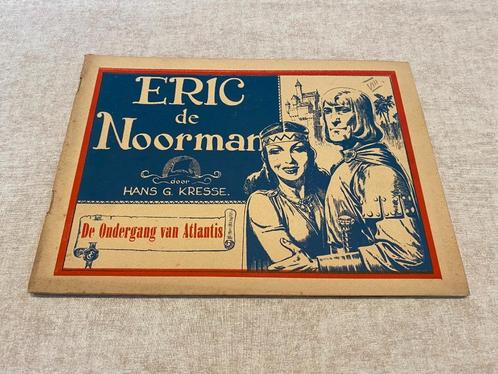 ERIC
de
Noorman
door
HANS G. KRESSE.
De Ondergang van Atlantis